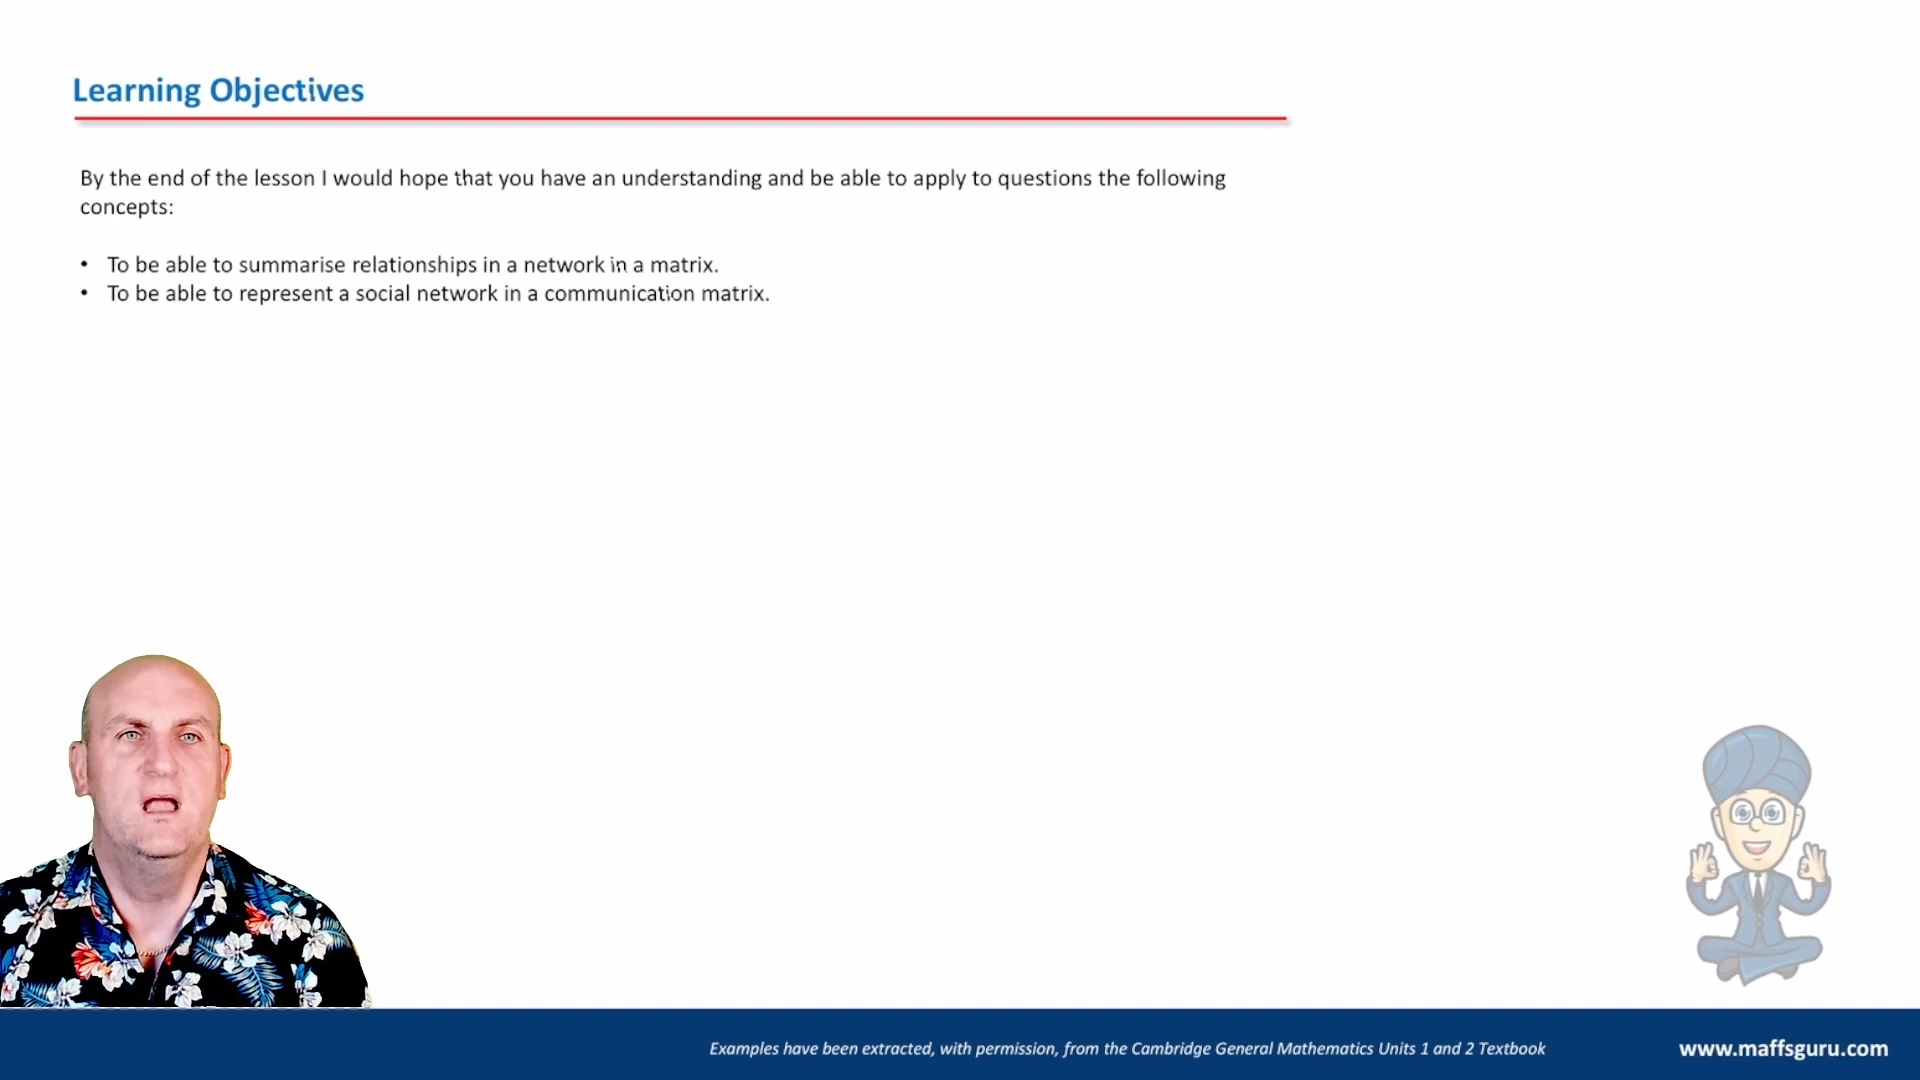 Learning Objectives
By the end of the lesson I would hope that you have an understanding and be able to apply to questions the following
concepts:
• To be able to summarise relationships in a network in a matrix.
• To be able to represent a social network in a communication matrix.
Examples have been extracted, with permission, from the Cambridge General Mathematics Units 1 and 2 Textbook
www.maffsguru.com